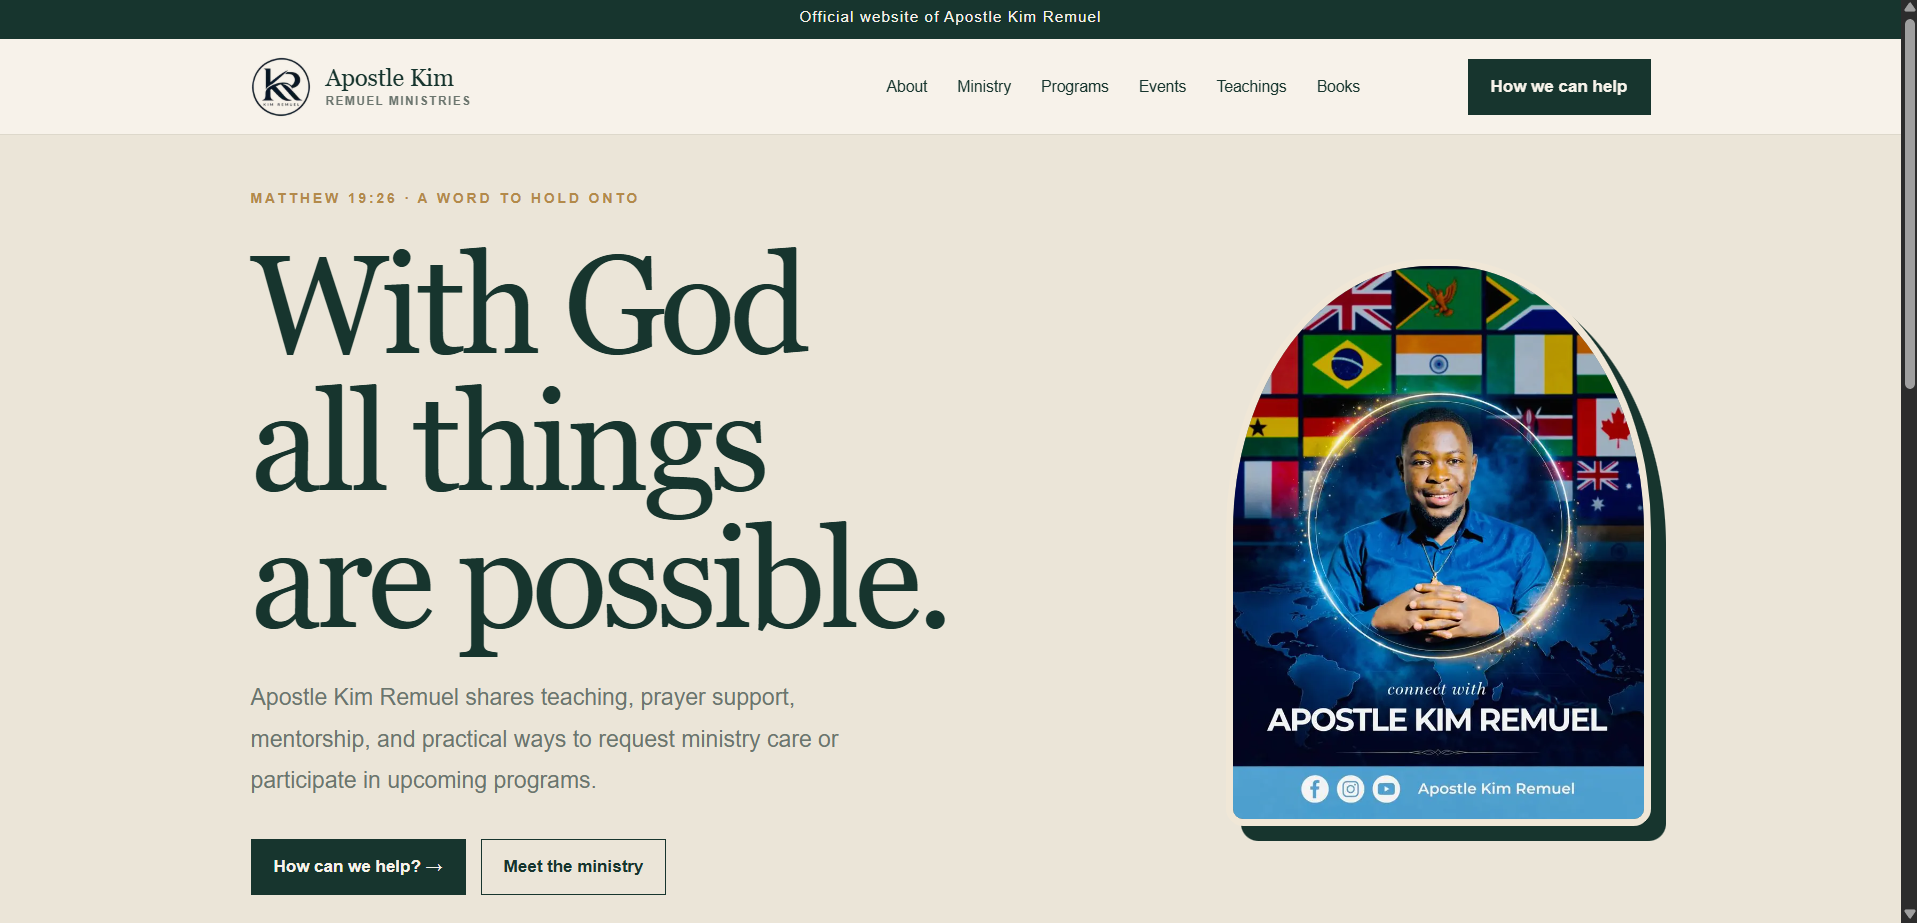 Official website of Apostle Kim Remuel
KR
KIM REMUEL
Apostle Kim
REMUEL MINISTRIES
About
Ministry
Programs
Events
Teachings
Books
How we can help
MATTHEW 19:26 · A WORD TO HOLD ONTO
With God
all things
are possible.
Apostle Kim Remuel shares teaching, prayer support,
mentorship, and practical ways to request ministry care or
participate in upcoming programs.
How can we help? →
Meet the ministry
connect with
APOSTLE KIM REMUEL
Apostle Kim Remuel